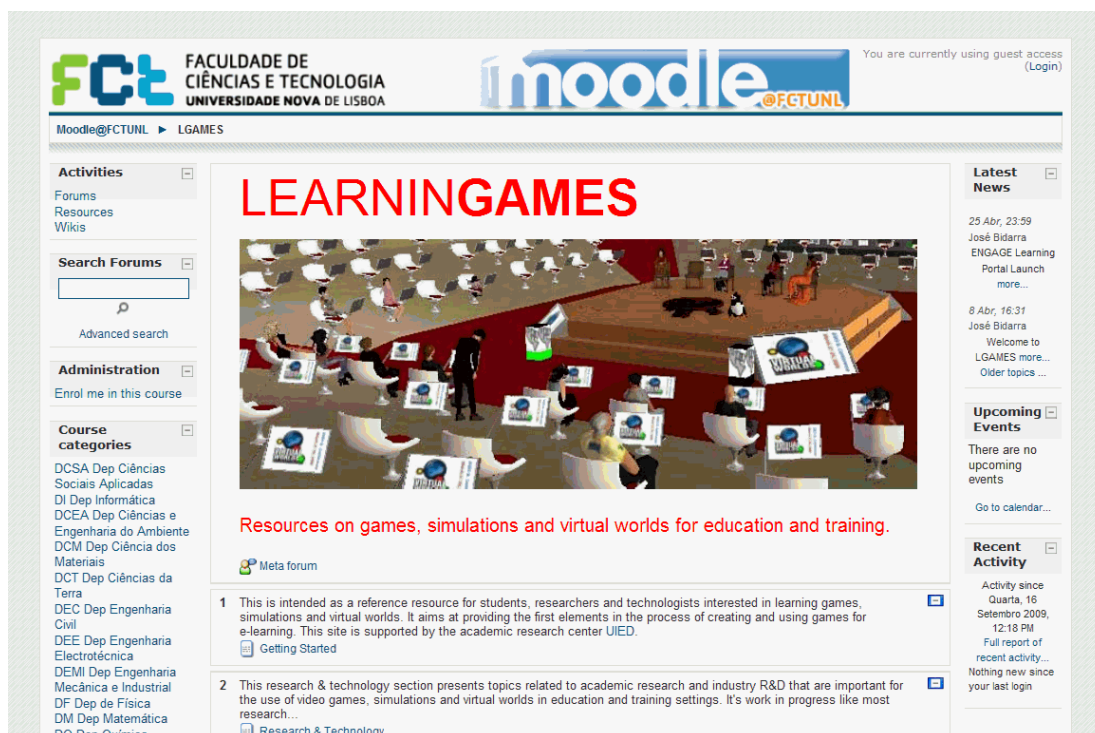 FCt
FACULDADE DE
CIÊNCIAS E TECNOLOGIA
UNIVERSIDADE NOVA DE LISBOA
moodle
@FCTUNL
You are currently using guest access
(Login)
Moodle@FCTUNL ► LGAMES
Activities
Forums
Resources
Wikis
Search Forums
Advanced search
Administration
Enrol me in this course
Course
categories
DCSA Dep Ciências
Sociais Aplicadas
DI Dep Informática
DCEA Dep Ciências e
Engenharia do Ambiente
DCM Dep Ciência dos
Materiais
DCT Dep Ciências da
Terra
DEC Dep Engenharia
Civil
DEE Dep Engenharia
Electrotécnica
DEMI Dep Engenharia
Mecânica e Industrial
DF Dep de Física
DM Dep Matemática
DQ Dep Química
LEARNINGAMES
VIRTUAL
WORLDS
Resources on games, simulations and virtual worlds for education and training.
Meta forum
1 This is intended as a reference resource for students, researchers and technologists interested in learning games,
simulations and virtual worlds. It aims at providing the first elements in the process of creating and using games for
e-learning. This site is supported by the academic research center UIED.
Getting Started
2 This research & technology section presents topics related to academic research and industry R&D that are important for
the use of video games, simulations and virtual worlds in education and training settings. It's work in progress like most
research...
Research & Technology
Latest
News
25 Abr, 23:59
José Bidarra
ENGAGE Learning
Portal Launch
more...
8 Abr, 16:31
José Bidarra
Welcome to
LGAMES more...
Older topics ...
Upcoming
Events
There are no
upcoming
events
Go to calendar...
Recent
Activity
Activity since
Quarta, 16
Setembro 2009,
12:18 PM
Full report of
recent activity...
Nothing new since
your last login